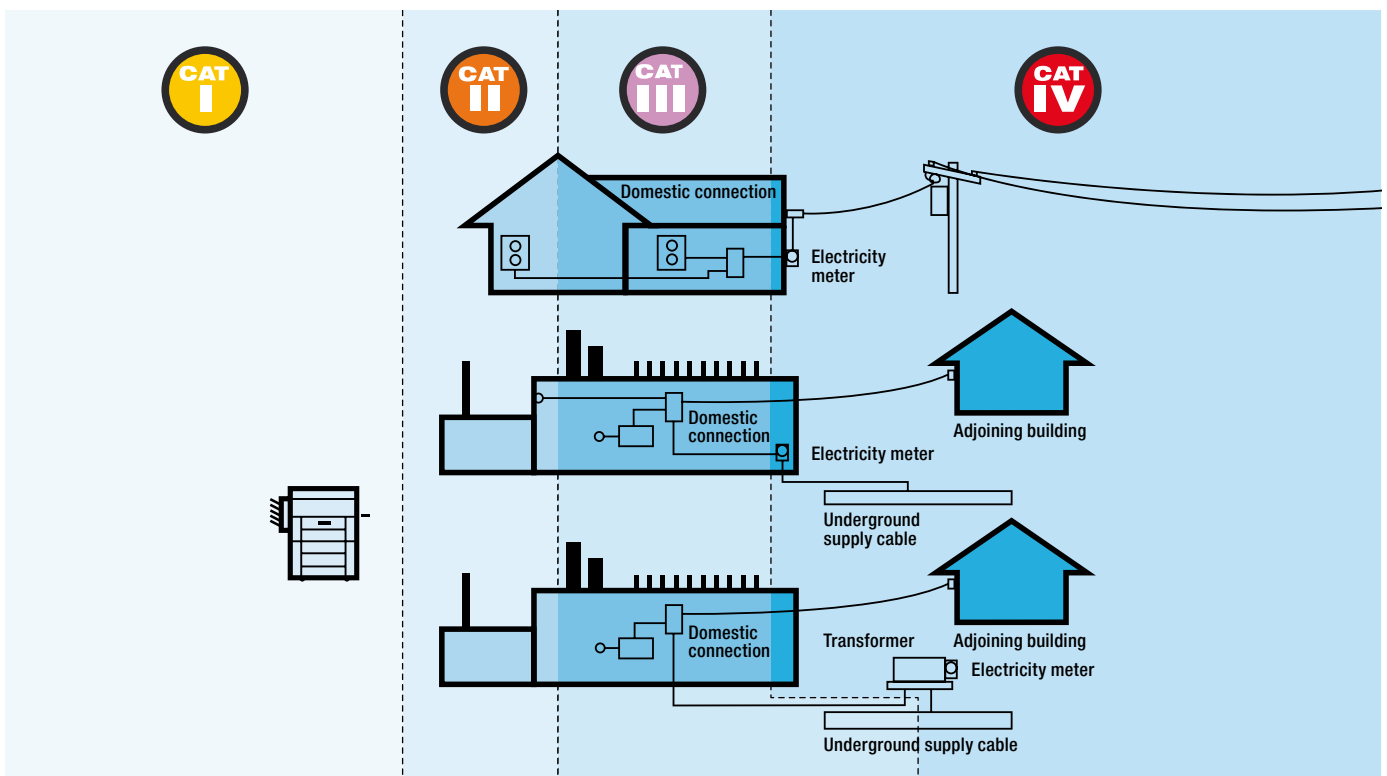 CAT
I
CAT
II
CAT
III
CAT
IV
Domestic connection
Electricity
meter
Domestic
connection
Electricity meter
Adjoining building
Underground
supply cable
Domestic
connection
Transformer
Adjoining building
Electricity meter
Underground supply cable